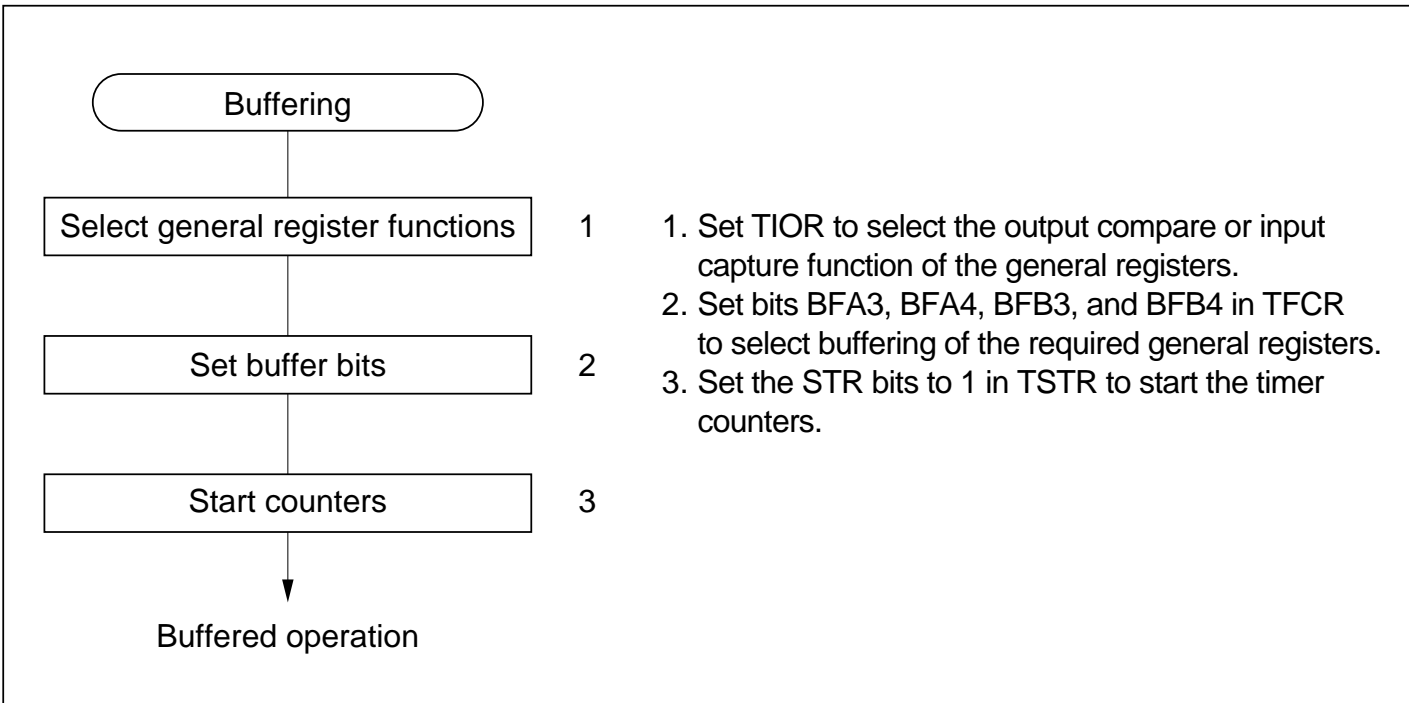 Buffering
Select general register functions 1
Set buffer bits 2
Start counters 3
Buffered operation
1. Set TIOR to select the output compare or input
capture function of the general registers.
2. Set bits BFA3, BFA4, BFB3, and BFB4 in TFCR
to select buffering of the required general registers.
3. Set the STR bits to 1 in TSTR to start the timer
counters.